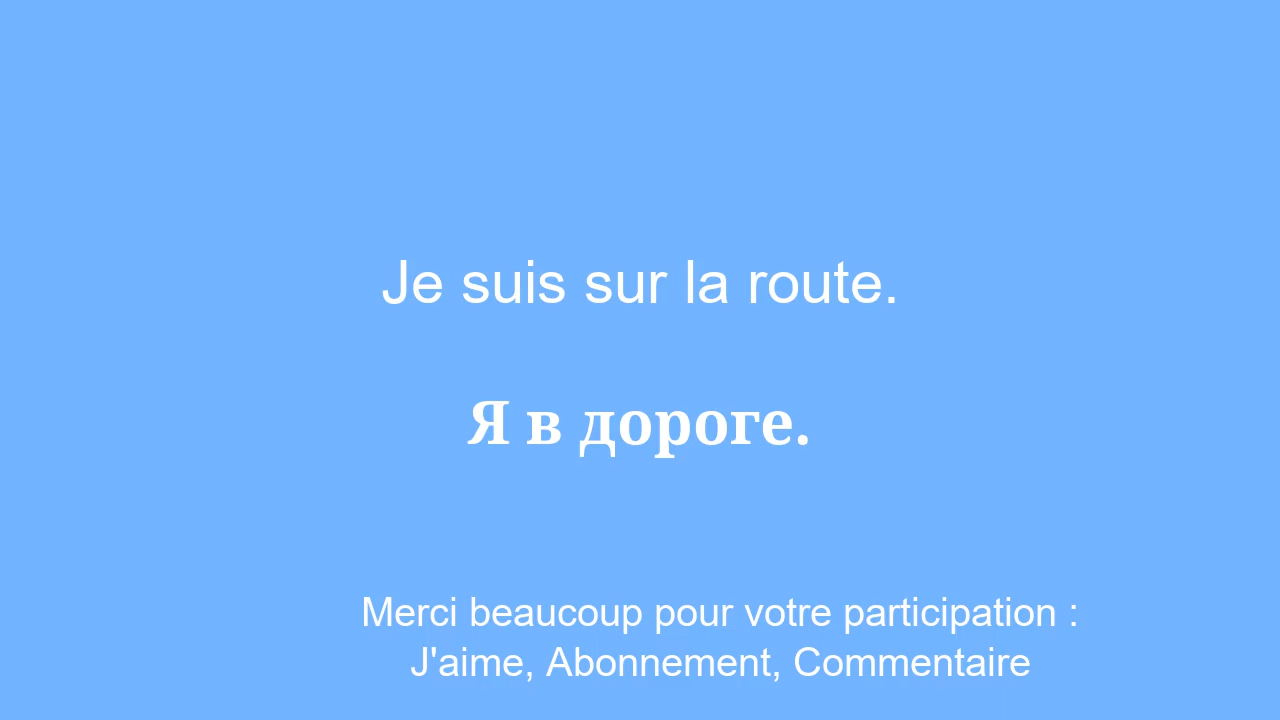 Je suis sur la route.
Я в дороге.
Merci beaucoup pour votre participation :
J'aime, Abonnement, Commentaire